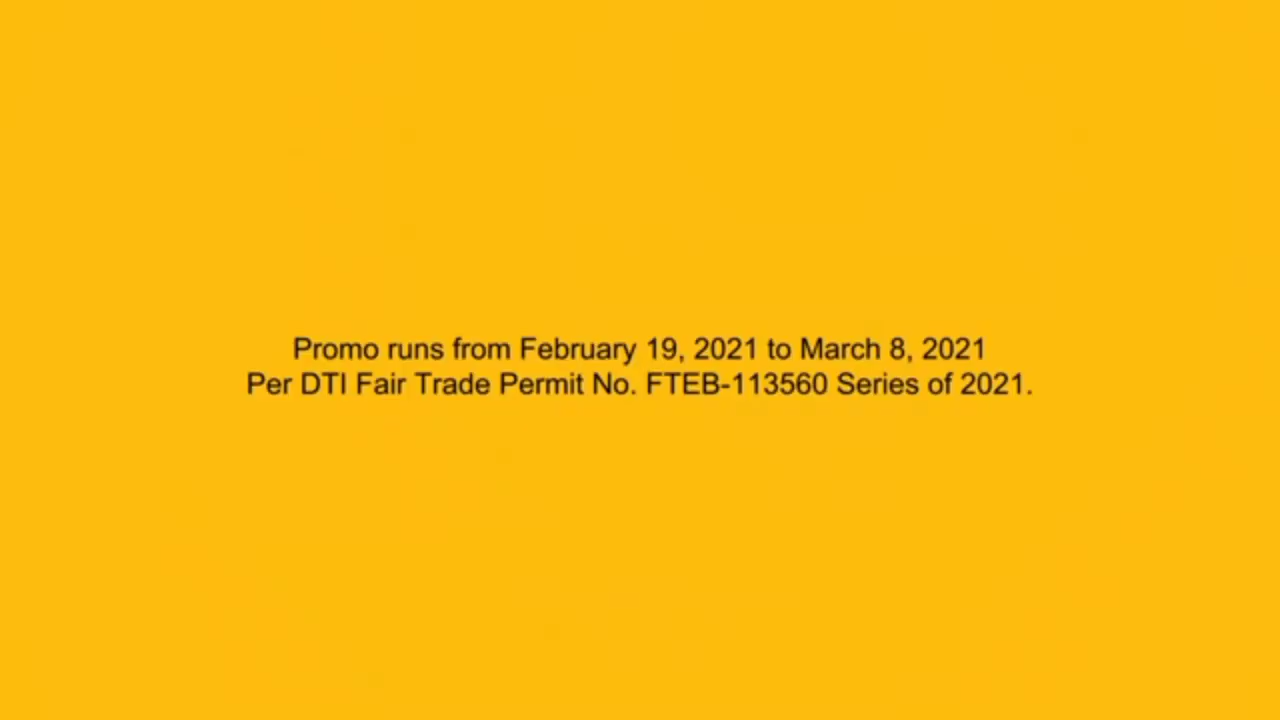 Promo runs from February 19, 2021 to March 8, 2021
Per DTI Fair Trade Permit No. FTEB-113560 Series of 2021.